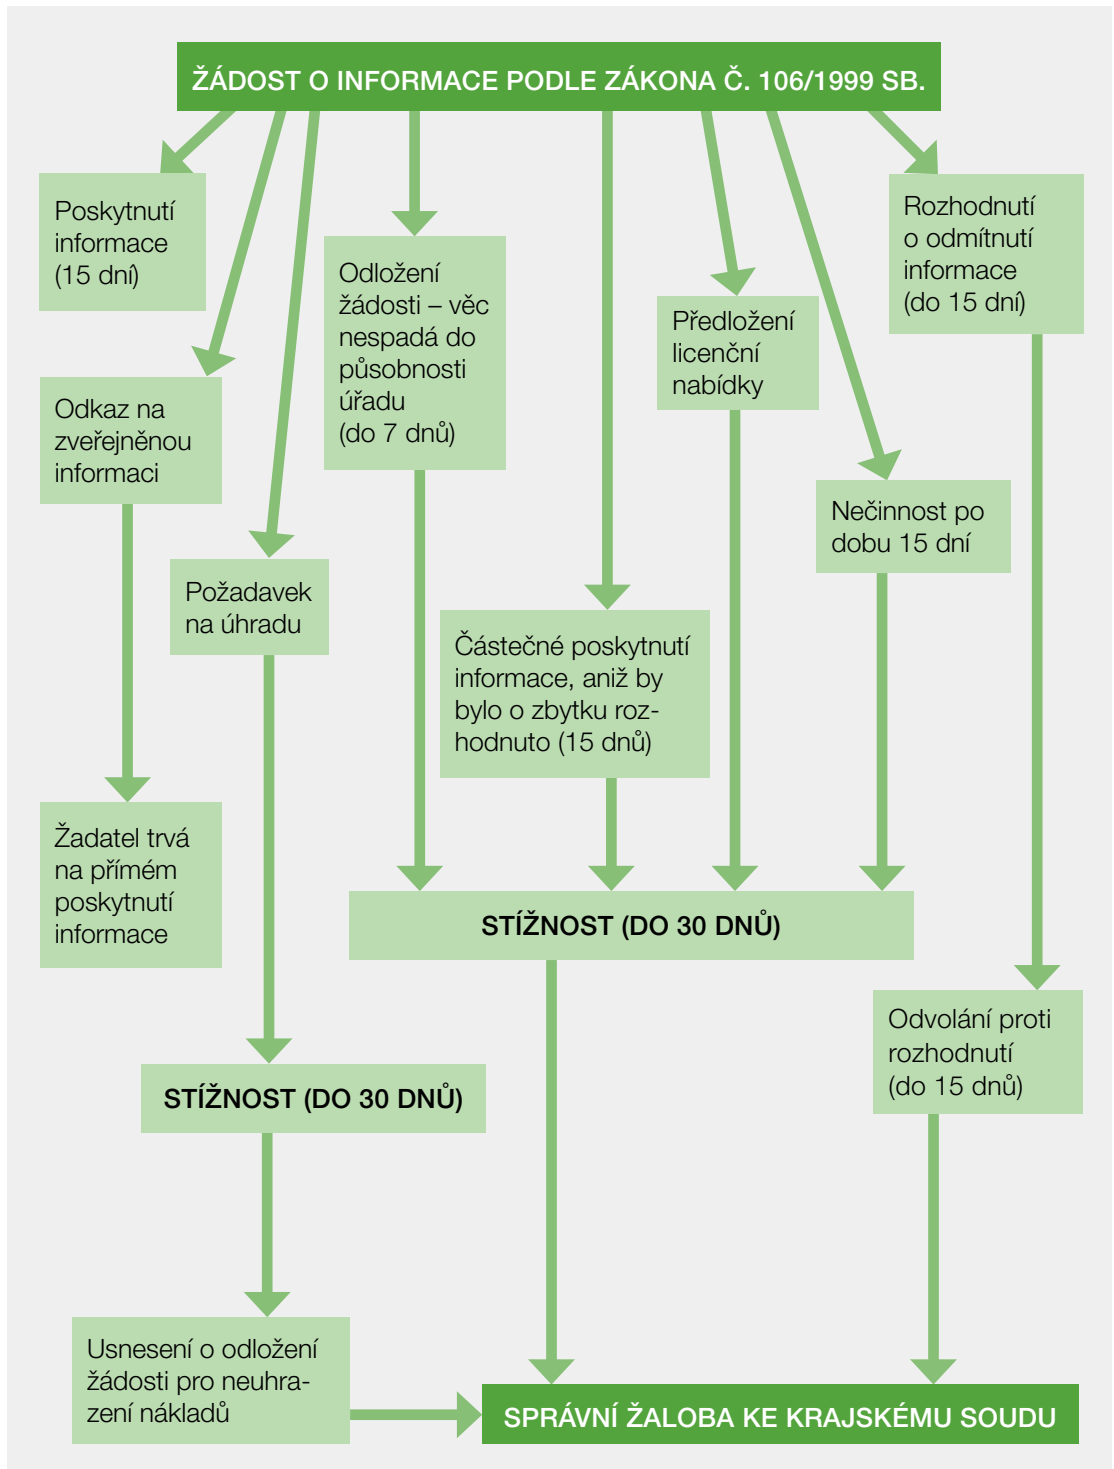 ŽÁDOST O INFORMACE PODLE ZÁKONA Č. 106/1999 SB.
Poskytnutí
informace
(15 dní)
Odkaz na
zveřejněnou
informaci
Požadavek
na úhradu
Odložení
žádosti – věc
nespadá do
působnosti
úřadu
(do 7 dnů)
Částečné poskytnutí
informace, aniž by
bylo o zbytku roz-
hodnuto (15 dnů)
Předložení
licenční
nabídky
Nečinnost po
dobu 15 dní
Rozhodnutí
o odmítnutí
informace
(do 15 dní)
Žadatel trvá
na přímém
poskytnutí
informace
STÍŽNOST (DO 30 DNŮ)
Odvolání proti
rozhodnutí
(do 15 dnů)
STÍŽNOST (DO 30 DNŮ)
Usnesení o odložení
žádosti pro neuhra-
zení nákladů
SPRÁVNÍ ŽALOBA KE KRAJSKÉMU SOUDU